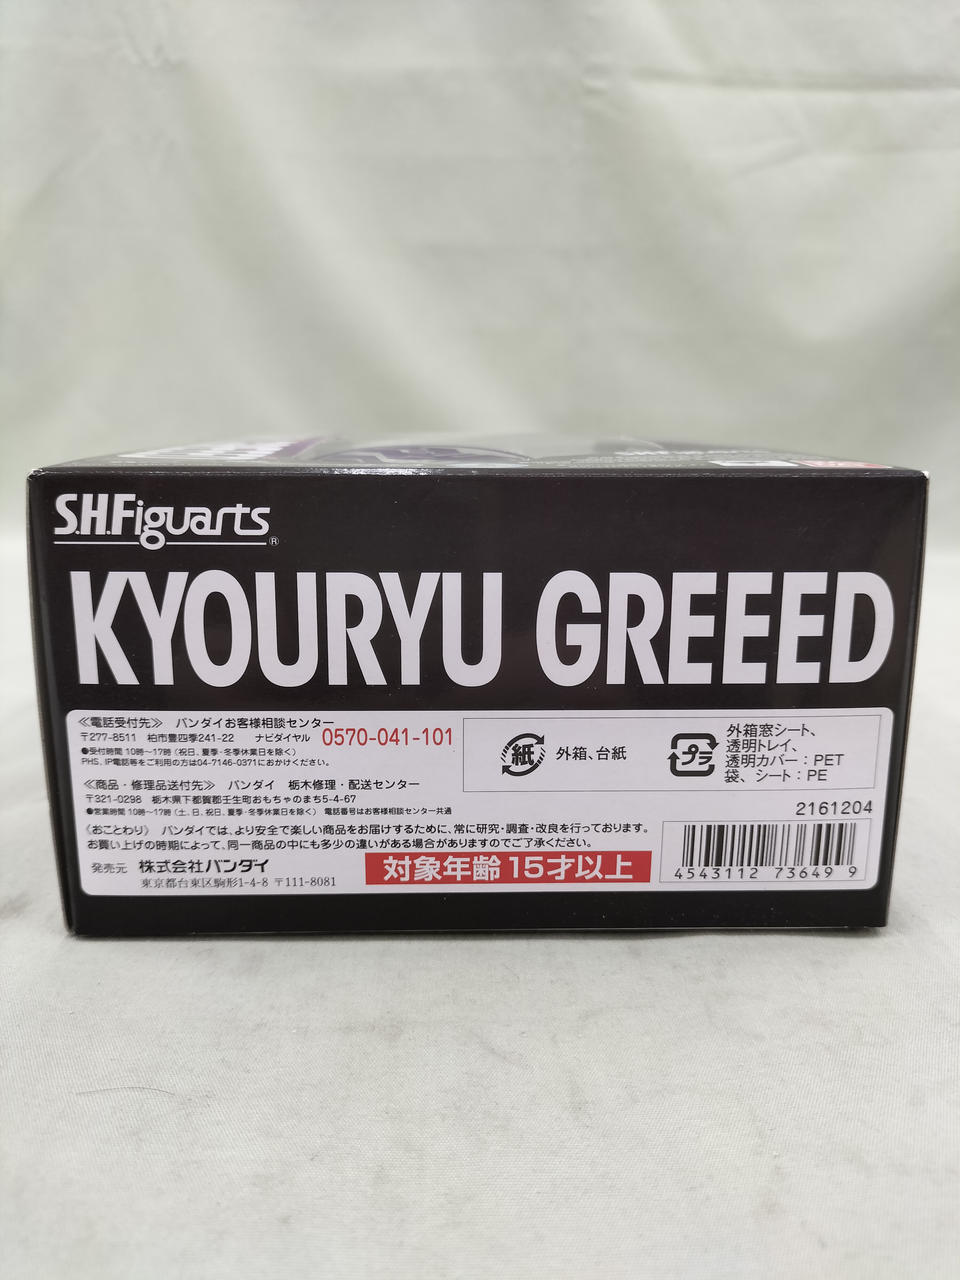 S.H.Figuarts®
KYOURYU GREEED
≪電話受付先≫ バンダイお客様相談センター
〒277-8511 柏市豊四季241-22 ナビダイヤル 0570-041-101
●受付時間 10時〜17時 (祝日、夏季・冬季休業日を除く)
PHS、IP電話等をご利用の方は04-7146-0371におかけください。
≪商品・修理品送付先≫ バンダイ 栃木修理・配送センター
〒321-0298 栃木県下都賀郡壬生町おもちゃのまち5-4-67
●営業時間 10時〜17時 (土、日、祝日、夏季・冬季休業日を除く) 電話番号はお客様相談センター共通
紙 外箱、台紙
プラ
外箱窓シート、
透明トレイ、
透明カバー:PET
袋、シート:PE
2161204
《おことわり》 バンダイでは、より安全で楽しい商品をお届けするために、常に研究・調査・改良を行っております。
お買い上げの時期によって、同一商品の中にも多少の違いがある場合がありますのでご了承ください。
発売元 株式会社バンダイ
東京都台東区駒形1-4-8 〒111-8081
対象年齢 15才以上
4543112 73649 9